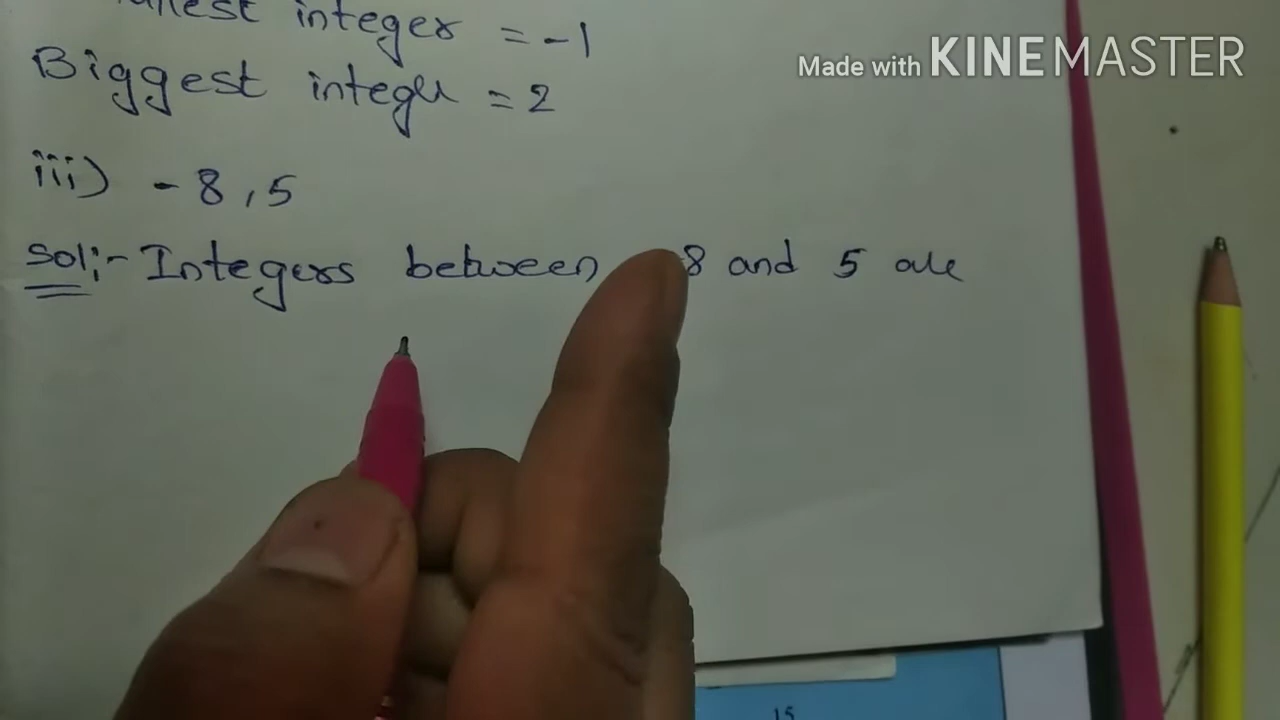 integer = -1
Made with KINEMASTER
Biggest integer = 2
iii) -8, 5
Sol:- Integers between 8 and 5 are
15